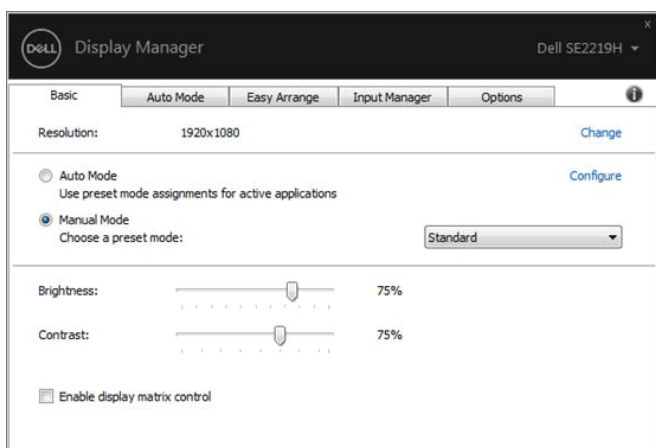 DELL Display Manager Dell SE2219H
x
Basic Auto Mode Easy Arrange Input Manager Options i
Resolution: 1920x1080 Change
Auto Mode Configure
Use preset mode assignments for active applications
Manual Mode
Choose a preset mode: Standard
Brightness: 75%
Contrast: 75%
Enable display matrix control